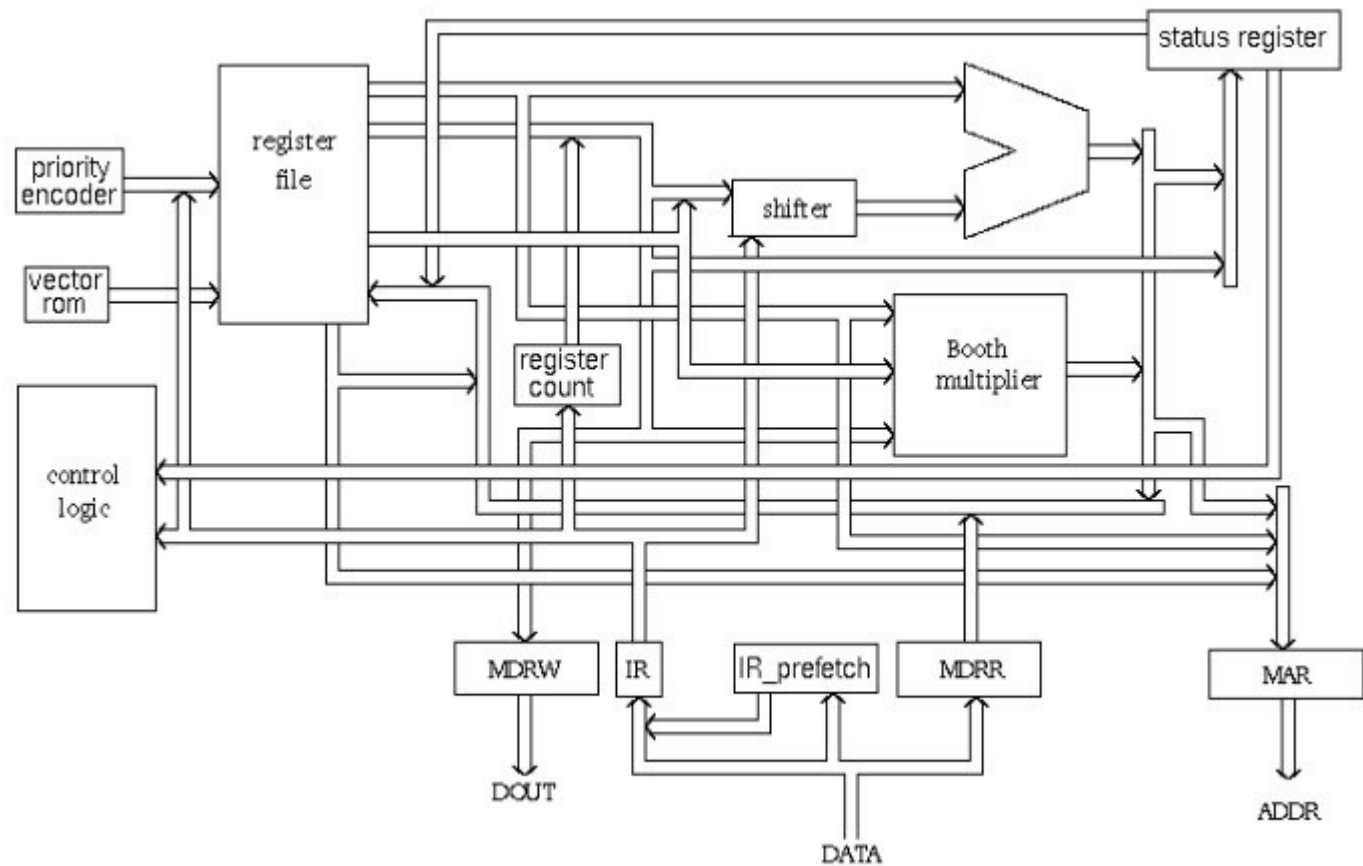 status register
register
file
priority
encoder
shifter
vector
rom
register
count
Booth
multiplier
control
logic
MDRW
IR
IR_prefetch
MDRR
MAR
DOUT
ADDR
DATA